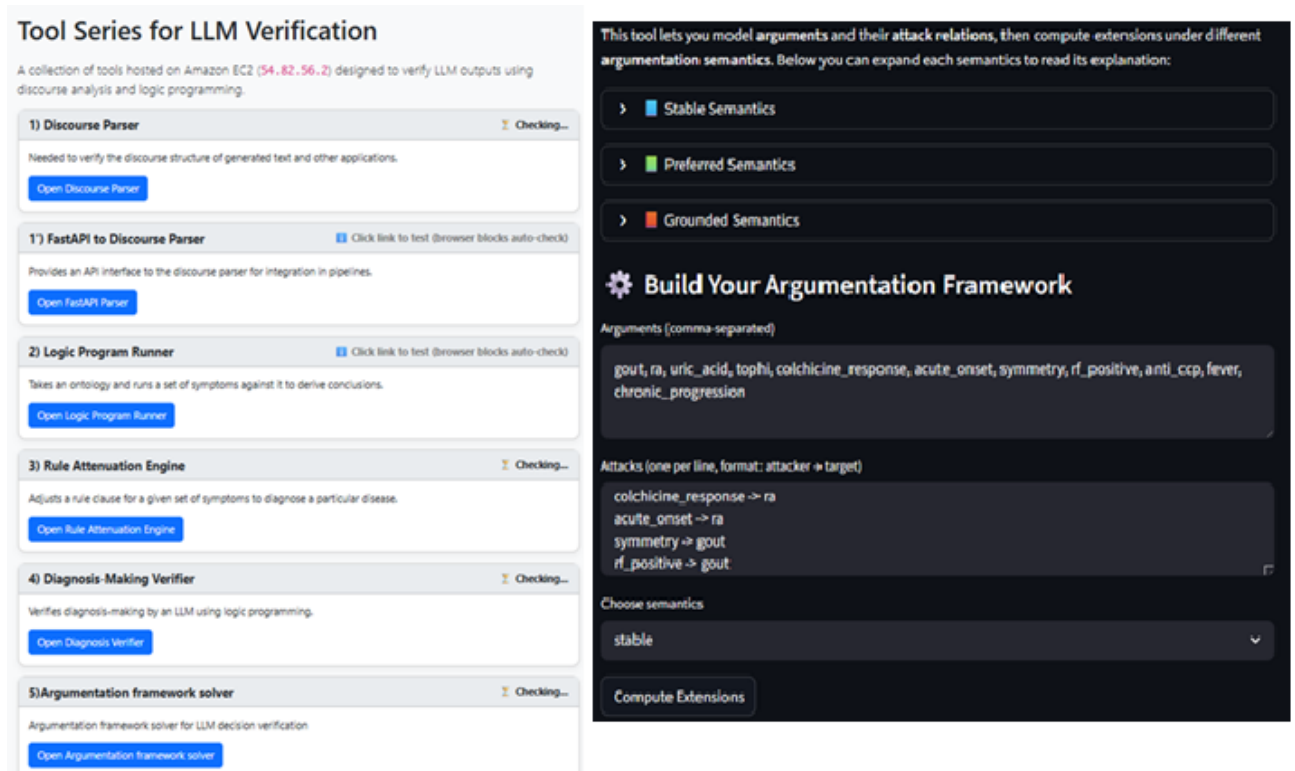 Tool Series for LLM Verification
A collection of tools hosted on Amazon EC2 (54.82.56.2) designed to verify LLM outputs using
discourse analysis and logic programming.
1) Discourse Parser
⏳ Checking...
Needed to verify the discourse structure of generated text and other applications.
Open Discourse Parser
1') FastAPI to Discourse Parser
ℹ️ Click link to test (browser blocks auto-check)
Provides an API interface to the discourse parser for integration in pipelines.
Open FastAPI Parser
2) Logic Program Runner
ℹ️ Click link to test (browser blocks auto-check)
Takes an ontology and runs a set of symptoms against it to derive conclusions.
Open Logic Program Runner
3) Rule Attenuation Engine
⏳ Checking...
Adjusts a rule clause for a given set of symptoms to diagnose a particular disease.
Open Rule Attenuation Engine
4) Diagnosis-Making Verifier
⏳ Checking...
Verifies diagnosis-making by an LLM using logic programming.
Open Diagnosis Verifier
5)Argumentation framework solver
⏳ Checking...
Argumentation framework solver for LLM decision verification
Open Argumentation framework solver
This tool lets you model arguments and their attack relations, then compute extensions under different
argumentation semantics. Below you can expand each semantics to read its explanation:
Stable Semantics
Preferred Semantics
Grounded Semantics
Build Your Argumentation Framework
Arguments (comma-separated)
gout, ra, uric_acid, tophi, colchicine_response, acute_onset, symmetry, rf_positive, anti_ccp, fever,
chronic_progression
Attacks (one per line, format: attacker -> target)
colchicine_response -> ra
acute_onset -> ra
symmetry -> gout
rf_positive -> gout
Choose semantics
stable
Compute Extensions